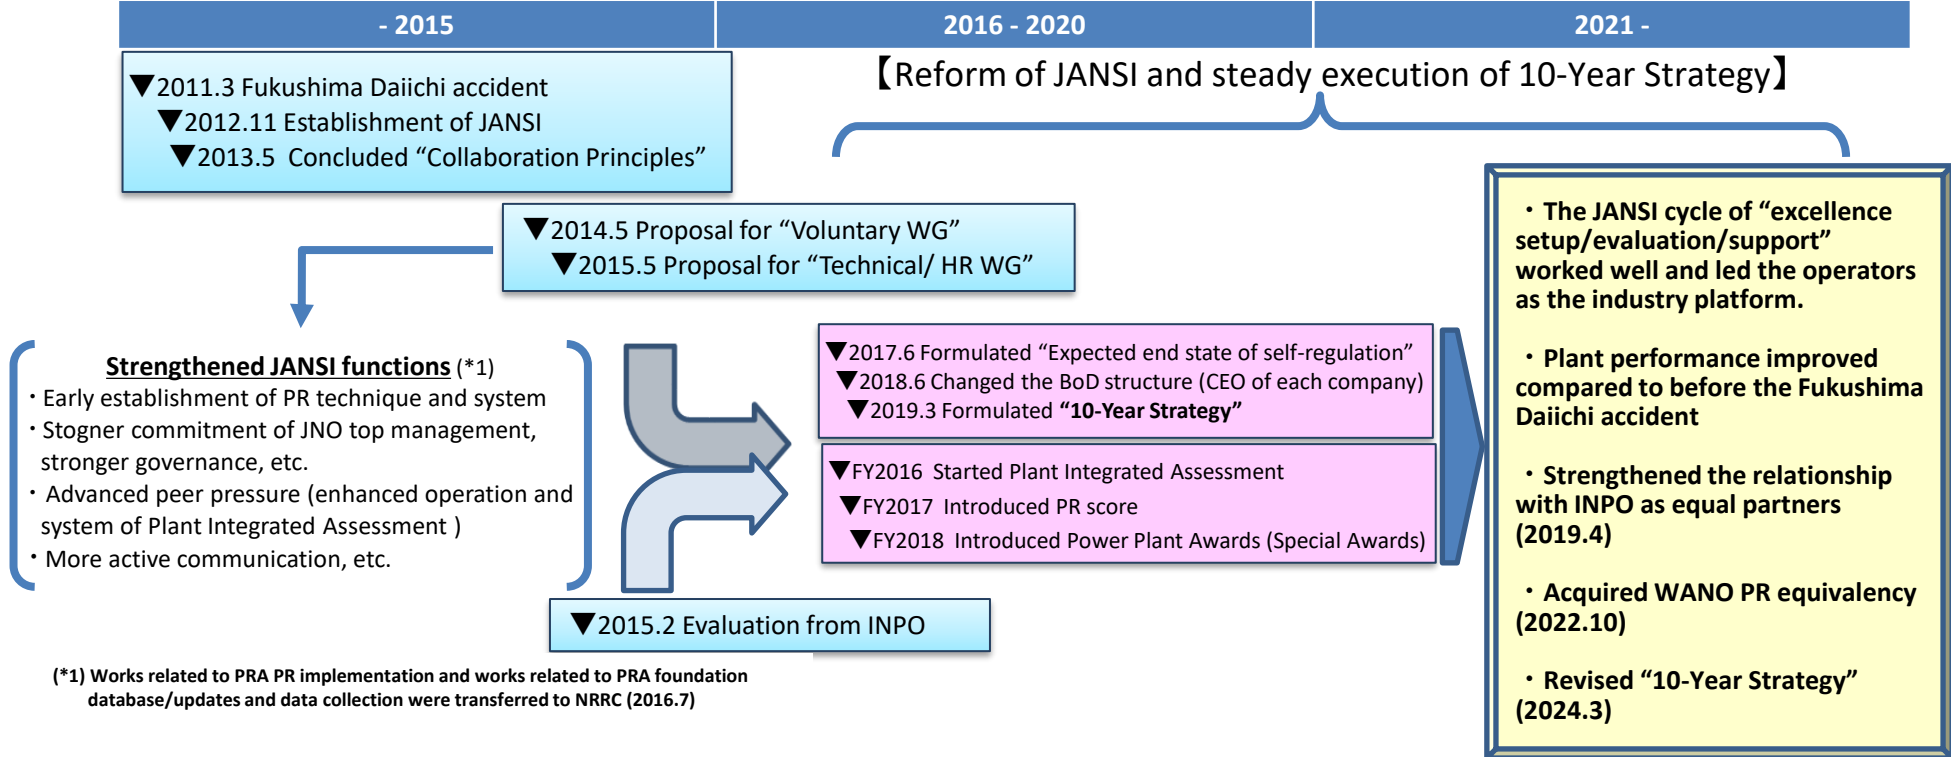 - 2015
2016 - 2020
2021 -
▼2011.3 Fukushima Daiichi accident
▼2012.11 Establishment of JANSI
▼2013.5 Concluded “Collaboration Principles”
【Reform of JANSI and steady execution of 10-Year Strategy】
▼2014.5 Proposal for “Voluntary WG”
▼2015.5 Proposal for “Technical/ HR WG”
Strengthened JANSI functions (*1)
・Early establishment of PR technique and system
・Stogner commitment of JNO top management,
stronger governance, etc.
・Advanced peer pressure (enhanced operation and
system of Plant Integrated Assessment )
・More active communication, etc.
▼2015.2 Evaluation from INPO
(*1) Works related to PRA PR implementation and works related to PRA foundation
database/updates and data collection were transferred to NRRC (2016.7)
▼2017.6 Formulated “Expected end state of self-regulation”
▼2018.6 Changed the BoD structure (CEO of each company)
▼2019.3 Formulated “10-Year Strategy”
▼FY2016 Started Plant Integrated Assessment
▼FY2017 Introduced PR score
▼FY2018 Introduced Power Plant Awards (Special Awards)
・The JANSI cycle of “excellence
setup/evaluation/support”
worked well and led the operators
as the industry platform.
・Plant performance improved
compared to before the Fukushima
Daiichi accident
・Strengthened the relationship
with INPO as equal partners
(2019.4)
・Acquired WANO PR equivalency
(2022.10)
・Revised “10-Year Strategy”
(2024.3)